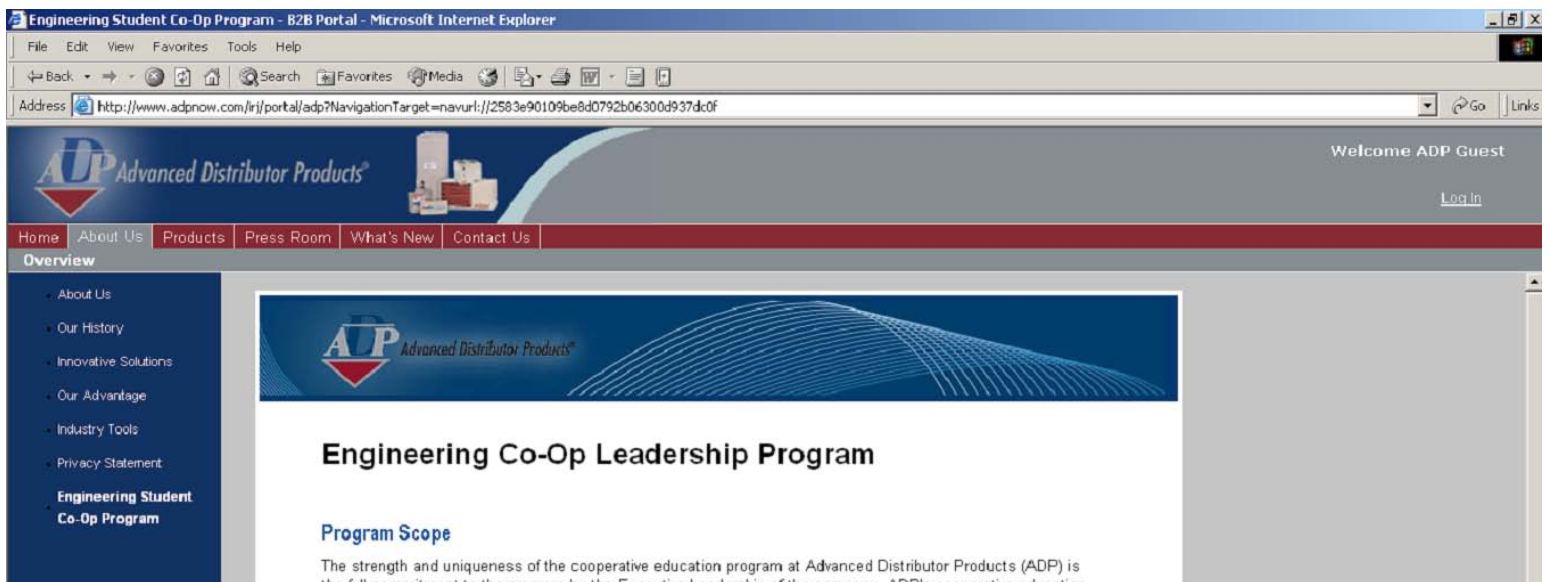 Engineering Student Co-Op Program - B2B Portal - Microsoft Internet Explorer
File Edit View Favorites Tools Help
Back Search Favorites Media
Address http://www.adpnow.com/irj/portal/adp?NavigationTarget=navurl://2583e90109be8d0792b06300d937dc0f Go Links
ADP Advanced Distributor Products®
Welcome ADP Guest
Log In
Home About Us Products Press Room What's New Contact Us
Overview
About Us
Our History
Innovative Solutions
Our Advantage
Industry Tools
Privacy Statement
Engineering Student
Co-Op Program
ADP Advanced Distributor Products®
Engineering Co-Op Leadership Program
Program Scope
The strength and uniqueness of the cooperative education program at Advanced Distributor Products (ADP) is